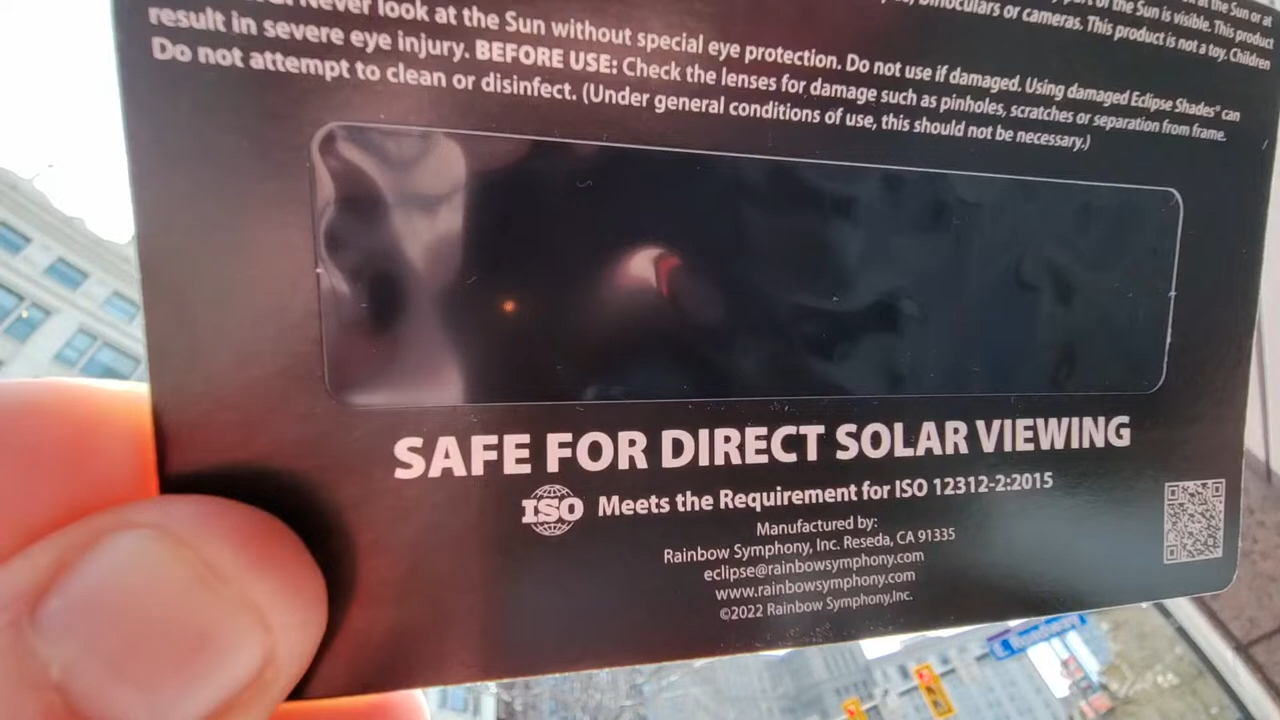 Never look at the Sun without special eye protection. Do not use if damaged. Using damaged Eclipse Shades® can
result in severe eye injury. BEFORE USE: Check the lenses for damage such as pinholes, scratches or separation from frame.
Do not attempt to clean or disinfect. (Under general conditions of use, this should not be necessary.)
at the Sun or at
of the Sun is visible. This product
binoculars or cameras. This product is not a toy. Children
SAFE FOR DIRECT SOLAR VIEWING
ISO Meets the Requirement for ISO 12312-2:2015
Manufactured by:
Rainbow Symphony, Inc. Reseda, CA 91335
eclipse@rainbowsymphony.com
www.rainbowsymphony.com
©2022 Rainbow Symphony,Inc.